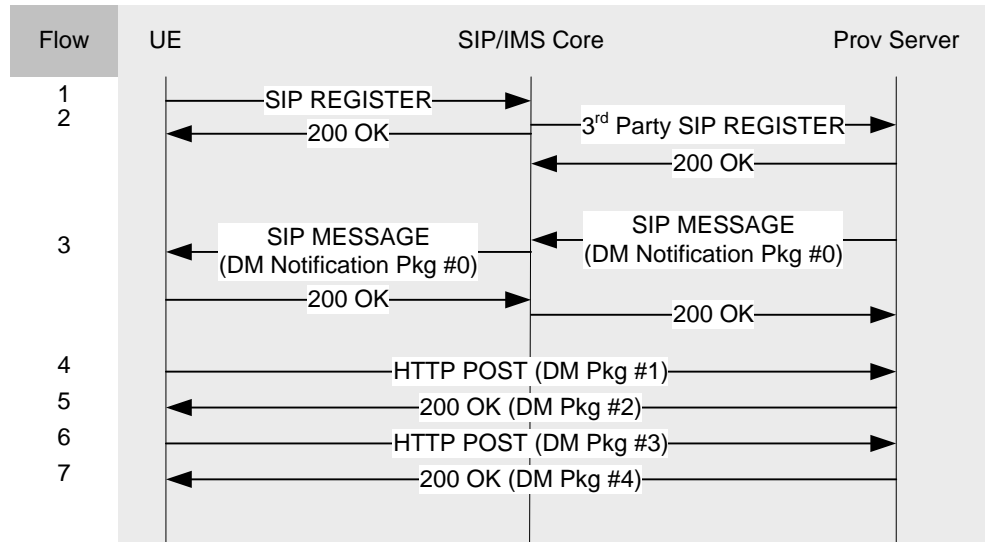 Flow UE SIP/IMS Core Prov Server
1
SIP REGISTER
2
200 OK
3rd Party SIP REGISTER
200 OK
3
SIP MESSAGE
(DM Notification Pkg #0)
SIP MESSAGE
(DM Notification Pkg #0)
200 OK
200 OK
4 HTTP POST (DM Pkg #1)
5 200 OK (DM Pkg #2)
6 HTTP POST (DM Pkg #3)
7 200 OK (DM Pkg #4)